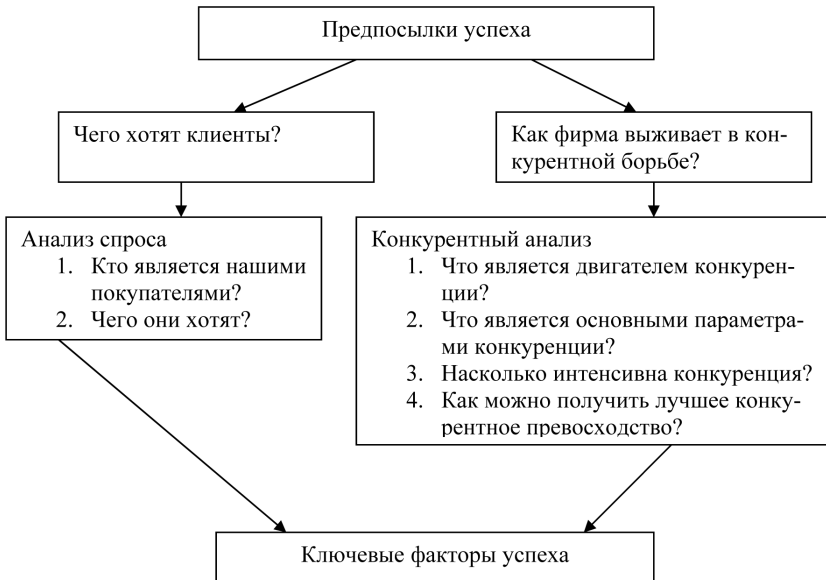 Предпосылки успеха
Чего хотят клиенты?
Как фирма выживает в кон-
курентной борьбе?
Анализ спроса
1. Кто является нашими
покупателями?
2. Чего они хотят?
Конкурентный анализ
1. Что является двигателем конкурен-
ции?
2. Что является основными параметра-
ми конкуренции?
3. Насколько интенсивна конкуренция?
4. Как можно получить лучшее конку-
рентное превосходство?
Ключевые факторы успеха